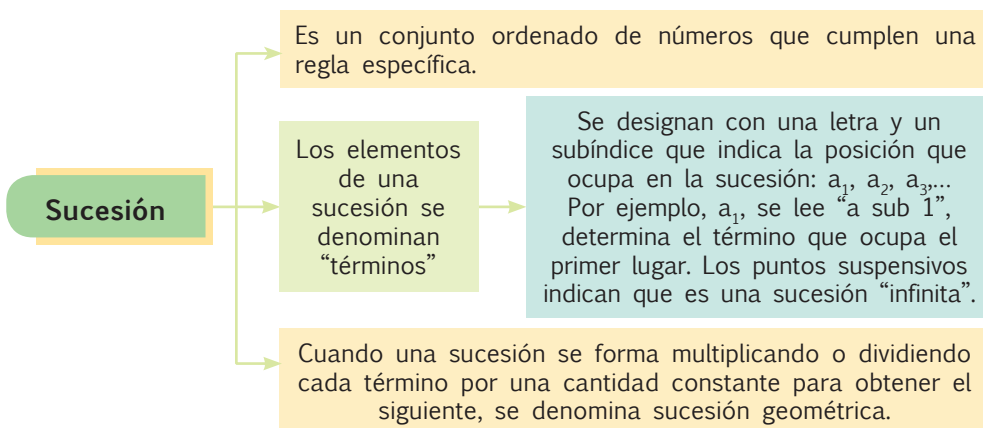 Es un conjunto ordenado de números que cumplen una
regla específica.
Sucesión
Los elementos
de una
sucesión se
denominan
“términos”
Se designan con una letra y un
subíndice que indica la posición que
ocupa en la sucesión: a₁, a₂, a₃,...
Por ejemplo, a₁, se lee “a sub 1”,
determina el término que ocupa el
primer lugar. Los puntos suspensivos
indican que es una sucesión “infinita”.
Cuando una sucesión se forma multiplicando o dividiendo
cada término por una cantidad constante para obtener el
siguiente, se denomina sucesión geométrica.